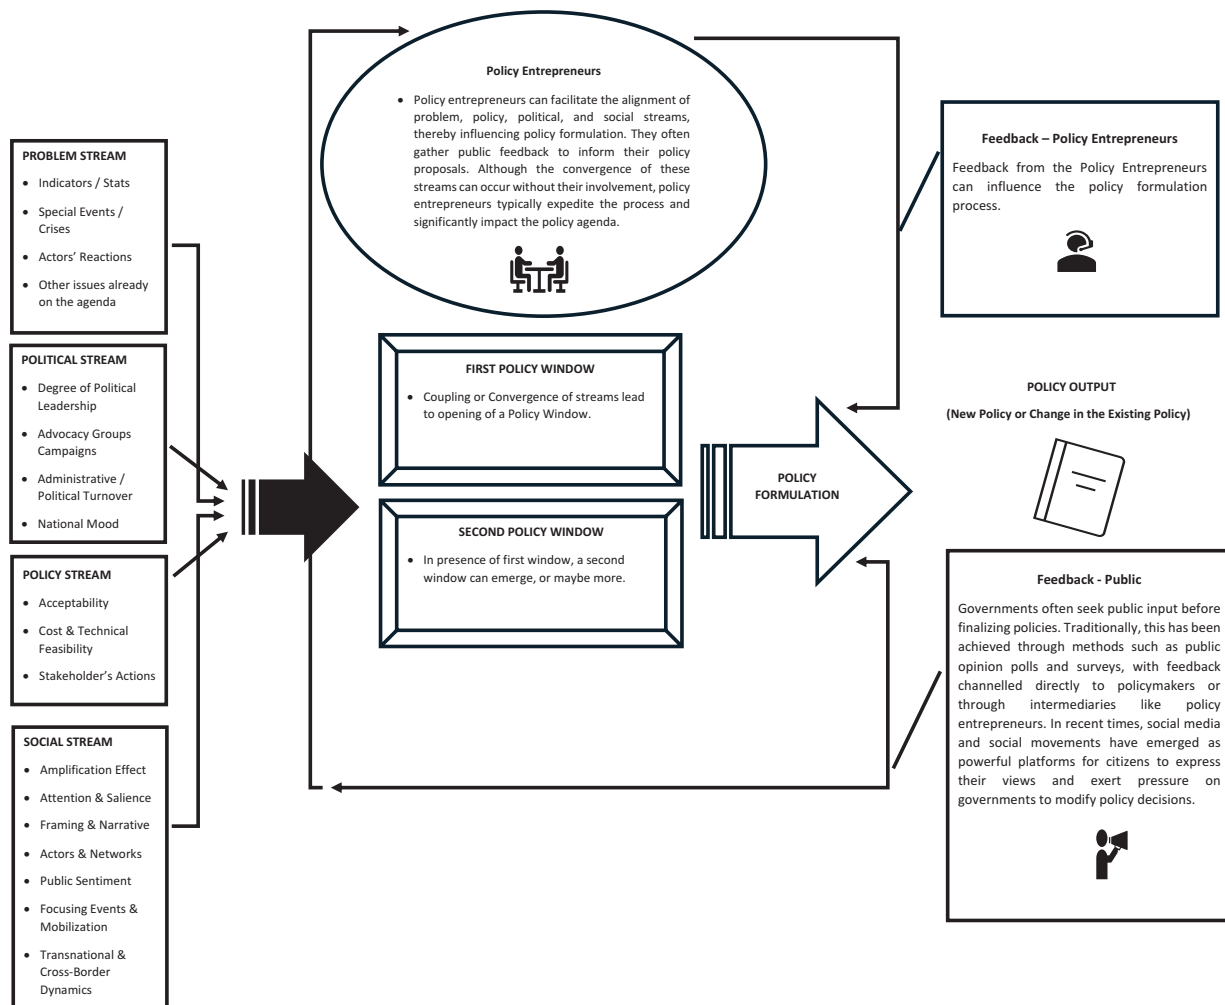 Policy Entrepreneurs
• Policy entrepreneurs can facilitate the alignment of
problem, policy, political, and social streams,
thereby influencing policy formulation. They often
gather public feedback to inform their policy
proposals. Although the convergence of these
streams can occur without their involvement, policy
entrepreneurs typically expedite the process and
significantly impact the policy agenda.
PROBLEM STREAM
• Indicators / Stats
• Special Events /
Crises
• Actors' Reactions
• Other issues already
on the agenda
POLITICAL STREAM
• Degree of Political
Leadership
• Advocacy Groups
Campaigns
• Administrative /
Political Turnover
• National Mood
POLICY STREAM
• Acceptability
• Cost & Technical
Feasibility
• Stakeholder's Actions
SOCIAL STREAM
• Amplification Effect
• Attention & Salience
• Framing & Narrative
• Actors & Networks
• Public Sentiment
• Focusing Events &
Mobilization
• Transnational &
Cross-Border
Dynamics
FIRST POLICY WINDOW
• Coupling or Convergence of streams lead
to opening of a Policy Window.
SECOND POLICY WINDOW
• In presence of first window, a second
window can emerge, or maybe more.
POLICY
FORMULATION
Feedback – Policy Entrepreneurs
Feedback from the Policy Entrepreneurs
can influence the policy formulation
process.
POLICY OUTPUT
(New Policy or Change in the Existing Policy)
Feedback - Public
Governments often seek public input before
finalizing policies. Traditionally, this has been
achieved through methods such as public
opinion polls and surveys, with feedback
channelled directly to policymakers or
through intermediaries like policy
entrepreneurs. In recent times, social media
and social movements have emerged as
powerful platforms for citizens to express
their views and exert pressure on
governments to modify policy decisions.